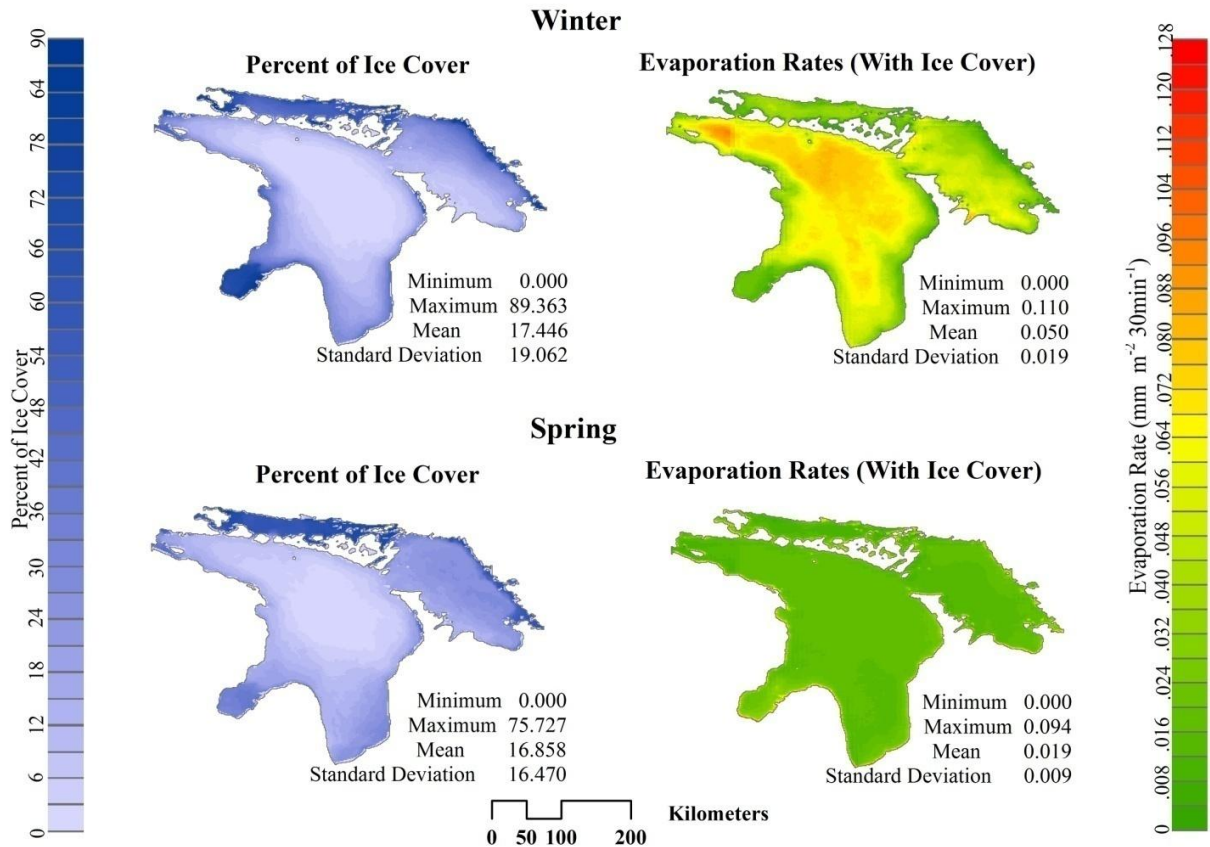 Winter
Percent of Ice Cover
Evaporation Rates (With Ice Cover)
Minimum 0.000
Maximum 89.363
Mean 17.446
Standard Deviation 19.062
Minimum 0.000
Maximum 0.110
Mean 0.050
Standard Deviation 0.019
Spring
Percent of Ice Cover
Evaporation Rates (With Ice Cover)
Minimum 0.000
Maximum 75.727
Mean 16.858
Standard Deviation 16.470
Minimum 0.000
Maximum 0.094
Mean 0.019
Standard Deviation 0.009
Kilometers
0 50 100 200
Percent of Ice Cover
0 6 12 18 24 30 36 42 48 54 60 66 72 78 64 90
Evaporation Rate (mm m⁻² 30min⁻¹)
0 .008 .016 .024 .032 .040 .048 .056 .064 .072 .080 .088 .096 .104 .112 .120 .128